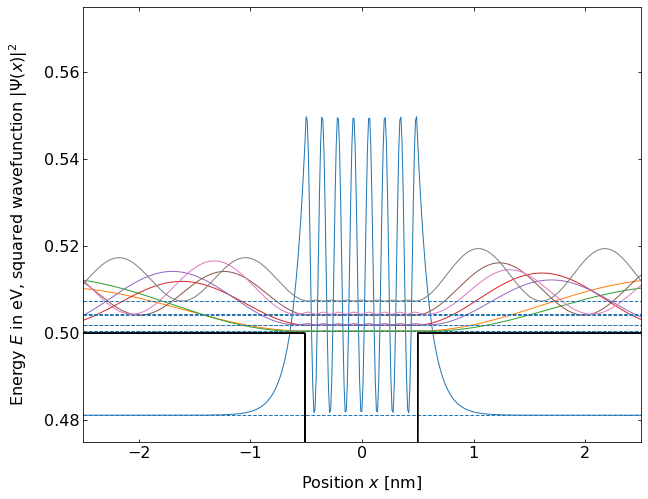 Energy E in eV, squared wavefunction |Ψ(x)|²
0.56
0.54
0.52
0.50
0.48
−2 −1 0 1 2
Position x [nm]